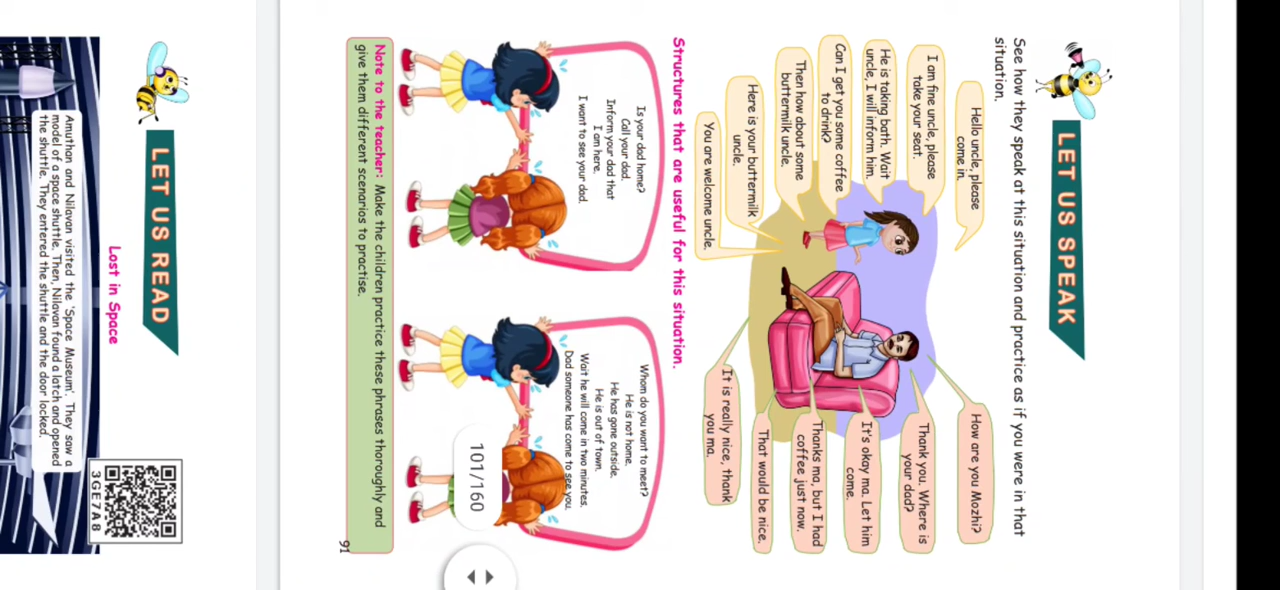 LET US SPEAK
See how they speak at this situation and practice as if you were in that
situation.
Hello uncle, please
come in.
How are you Mozhi?
I am fine uncle, please
take your seat.
Thank you. Where is
your dad?
He is taking bath. Wait
uncle, I will inform him.
It's okay ma. Let him
come.
Can I get you some coffee
to drink?
Thanks ma, but I had
coffee just now.
Then how about some
buttermilk uncle.
That would be nice.
Here is your buttermilk
uncle.
It is really nice, thank
you ma.
You are welcome uncle.
Structures that are useful for this situation.
Is your dad home?
Call your dad.
Inform your dad that
I am here.
I want to see your dad.
Whom do you want to meet?
He is not home.
He has gone outside.
He is out of town.
Wait he will come in two minutes.
Dad someone has come to see you.
Note to the teacher: Make the children practice these phrases thoroughly and
give them different scenarios to practise.
91
101/160
LET US READ
3GE7A8
Lost in Space
Amuthan and Nilavan visited the 'Space Museum'. They saw a
model of a space shuttle. Then, Nilavan found a latch and opened
the shuttle. They entered the shuttle and the door locked.